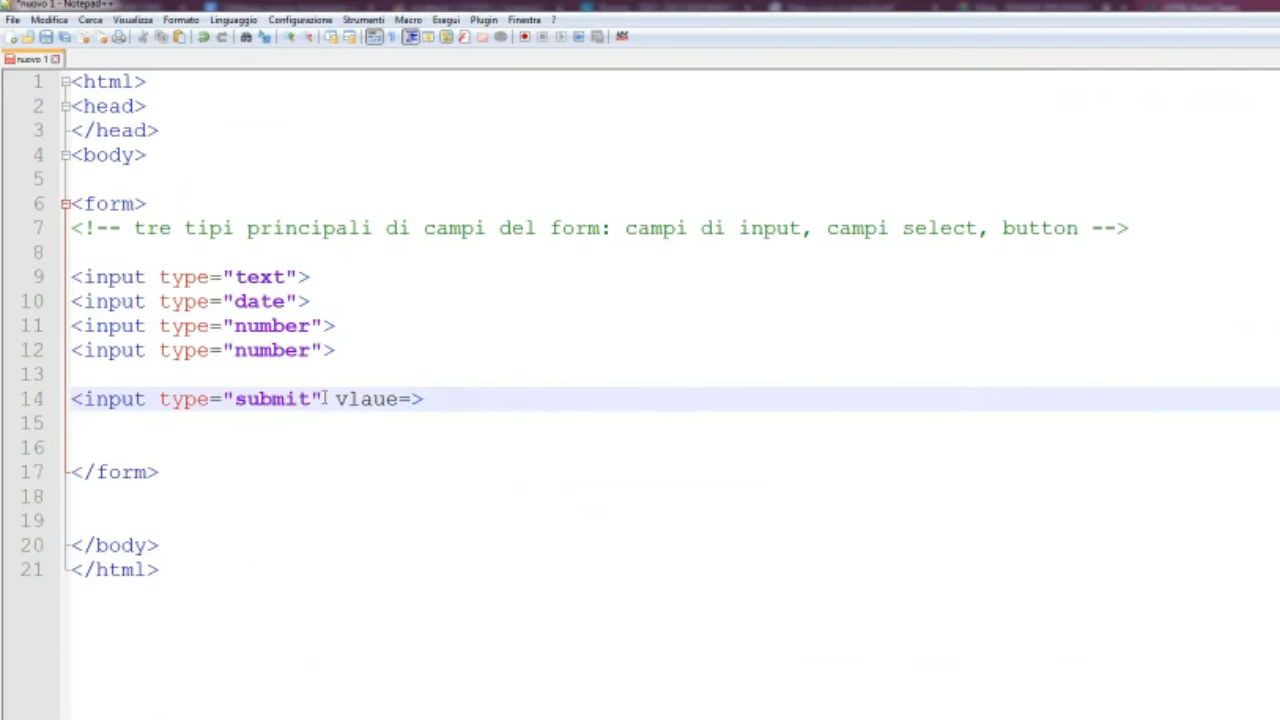 *nuovo 1 - Notepad++
File Modifica Cerca Visualizza Formato Linguaggio Configurazione Strumenti Macro Esegui Plugin Finestra ?
nuovo 1
1 <html>
2 <head>
3 </head>
4 <body>
5
6 <form>
7 <!-- tre tipi principali di campi del form: campi di input, campi select, button -->
8
9 <input type="text">
10 <input type="date">
11 <input type="number">
12 <input type="number">
13
14 <input type="submit" vlaue=>
15
16
17 </form>
18
19
20 </body>
21 </html>